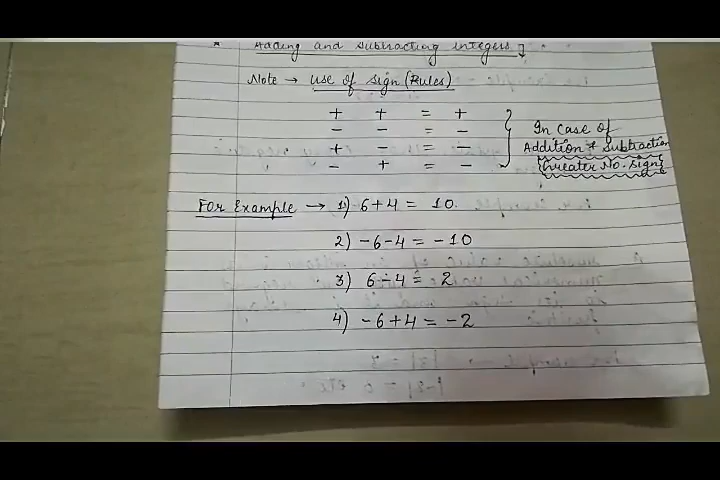 * Adding and Subtracting integers.]
Note → Use of sign (Rules)
+ + = +
- - = -
+ - = -
- + = -
In case of
Addition & Subtraction
Greater No. sign
For Example → 1) 6+4 = 10.
2) -6-4 = -10
3) 6-4 = 2
4) -6+4 = -2